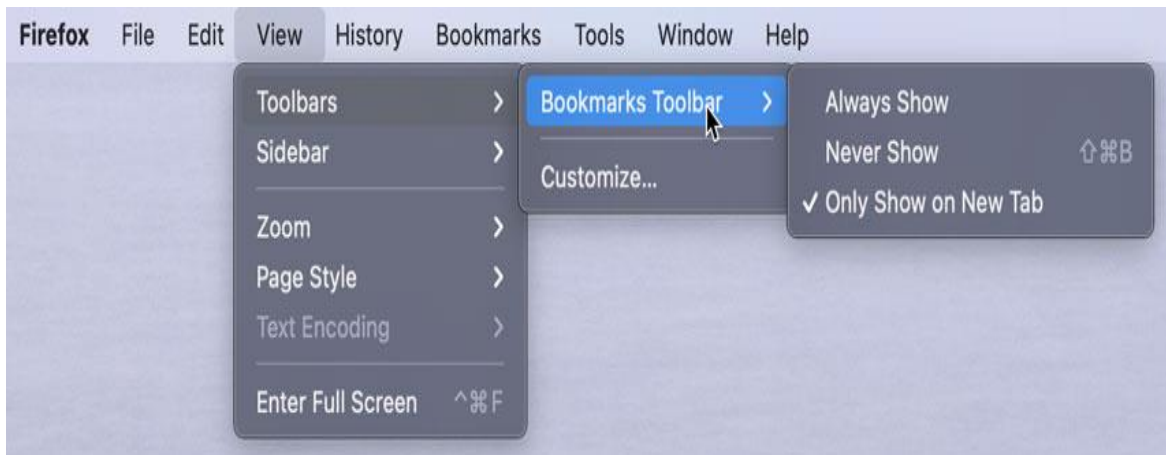 Firefox File Edit View History Bookmarks Tools Window Help
Toolbars
Sidebar
Zoom
Page Style
Text Encoding
Enter Full Screen ^⌘F
Bookmarks Toolbar
Customize...
Always Show
Never Show ⇧⌘B
✓ Only Show on New Tab